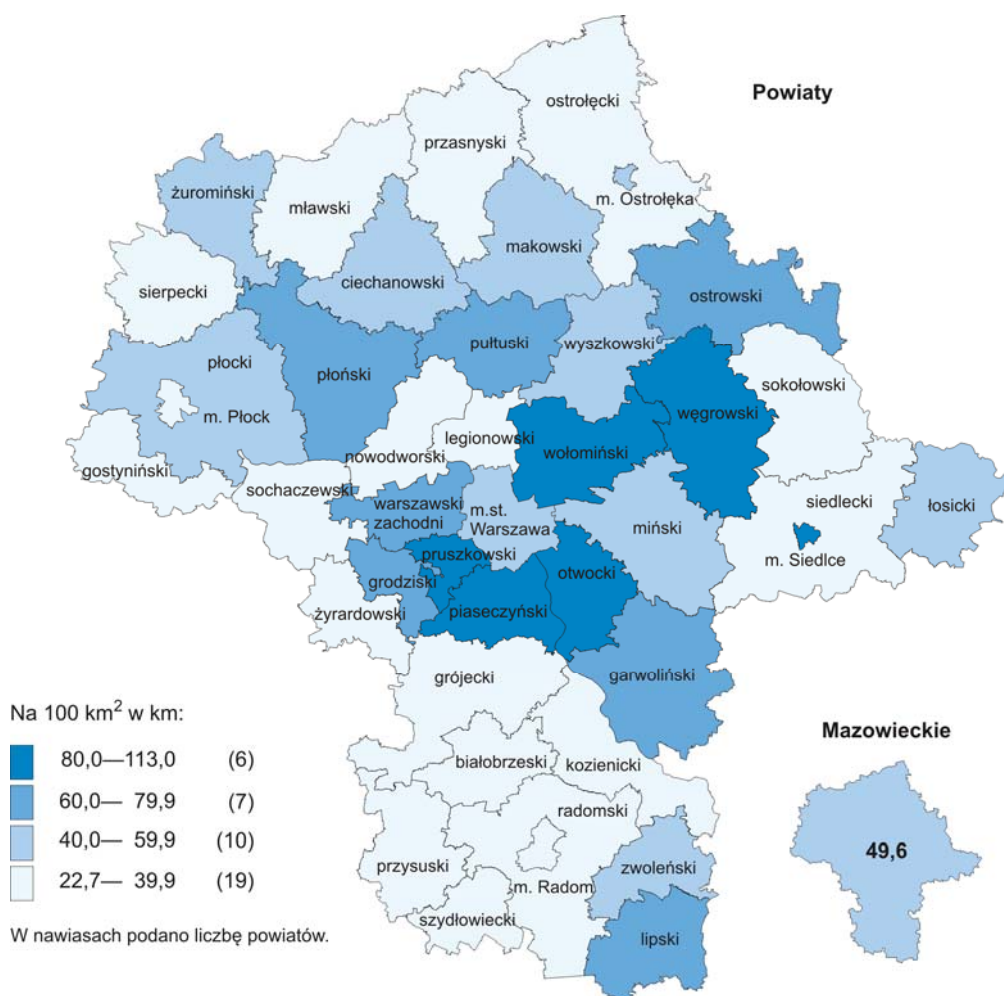 Powiaty
ostrołęcki
przasnyski
żuromiński
mławski
m. Ostrołęka
makowski
ciechanowski
sierpecki
ostrowski
pułtuski
wyszkowski
płocki
płoński
sokołowski
m. Płock
węgrowski
legionowski
wołomiński
nowodworski
gostyniński
sochaczewski
siedlecki
łosicki
warszawski
zachodni
m.st.
Warszawa
miński
m. Siedlce
pruszkowski
otwocki
grodziski
piaseczyński
żyrardowski
garwoliński
grójecki
Na 100 km² w km:
80,0—113,0 (6)
60,0— 79,9 (7)
40,0— 59,9 (10)
22,7— 39,9 (19)
W nawiasach podano liczbę powiatów.
białobrzeski
kozienicki
radomski
przysuski
zwoleński
m. Radom
szydłowiecki
lipski
Mazowieckie
49,6